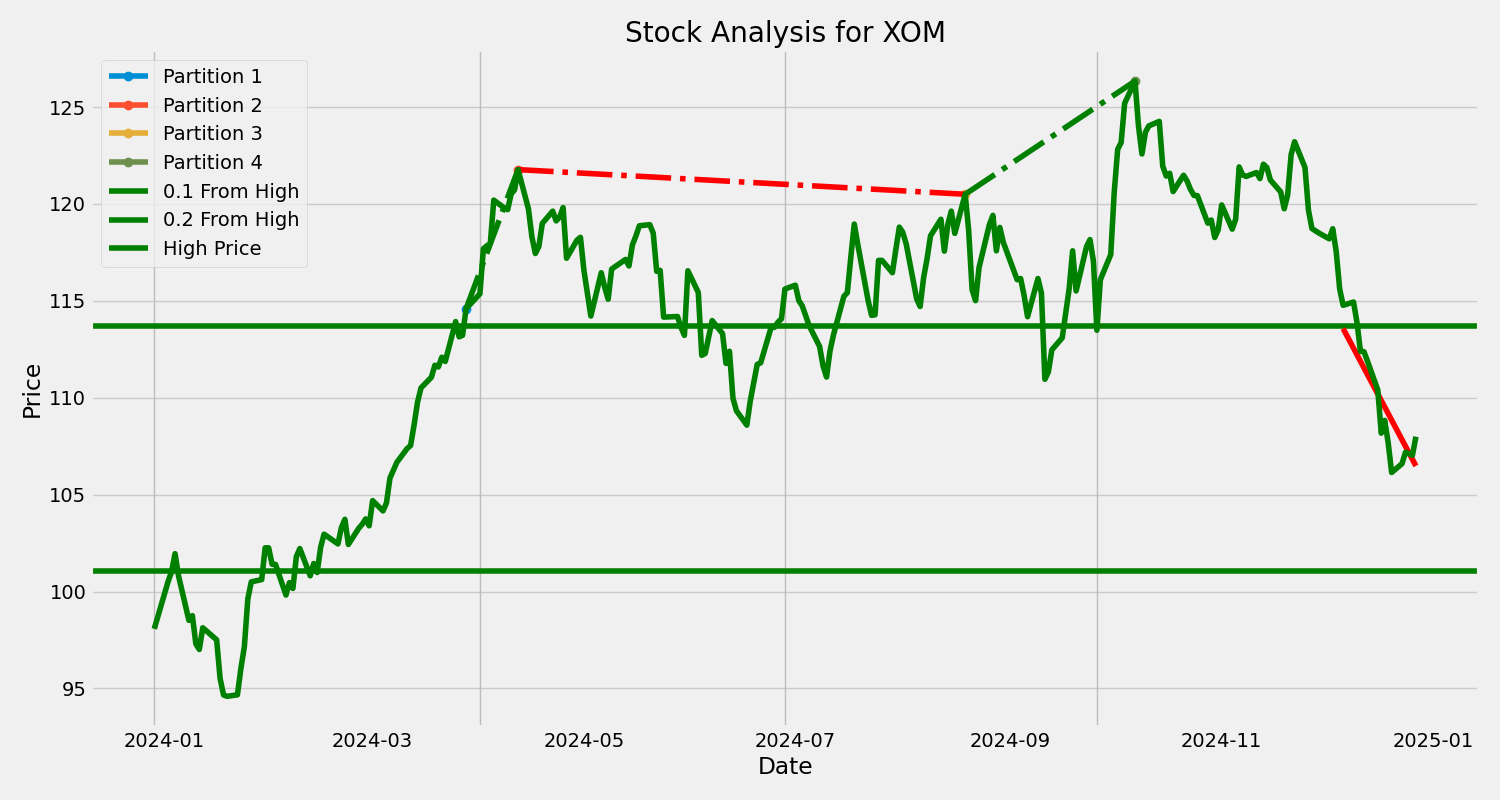 Stock Analysis for XOM
Partition 1
Partition 2
Partition 3
Partition 4
0.1 From High
0.2 From High
High Price
125
120
115
110
105
100
95
Price
2024-01 2024-03 2024-05 2024-07 2024-09 2024-11 2025-01
Date